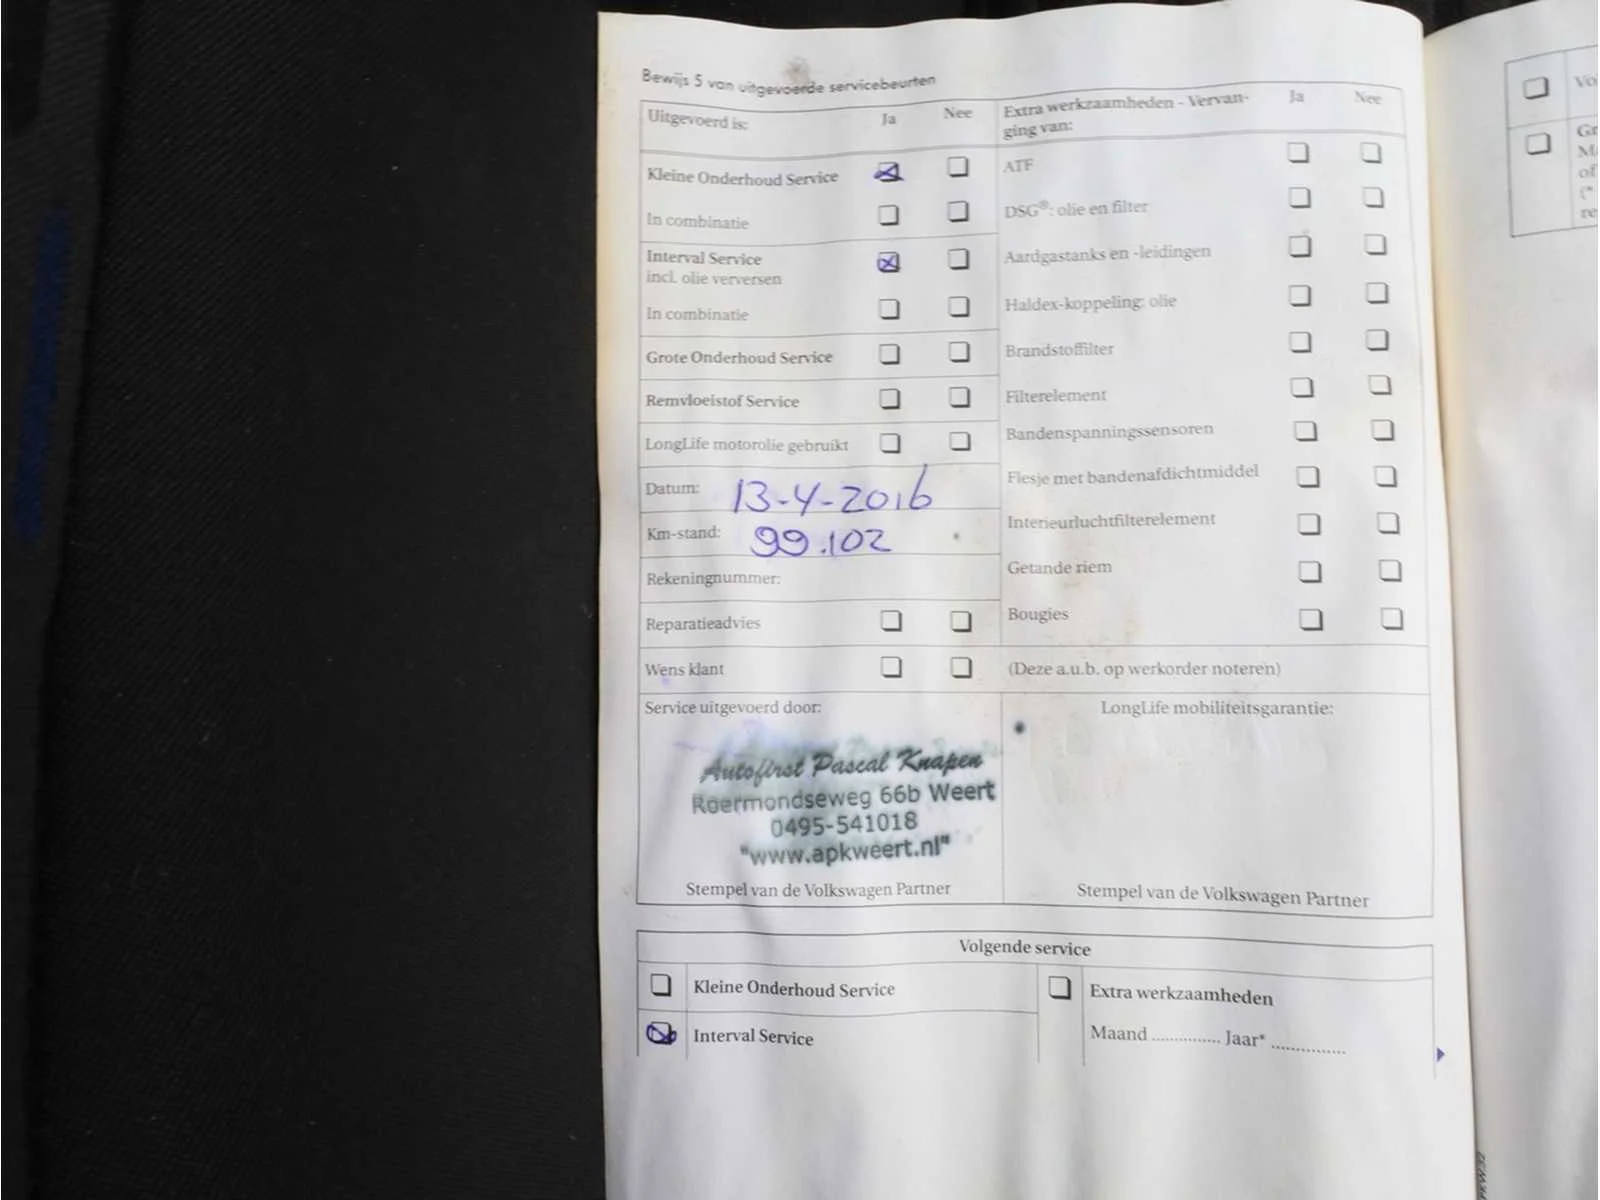 Bewijs 5 van uitgevoerde servicebeurten
Uitgevoerd is: Ja Nee
Kleine Onderhoud Service
In combinatie
Interval Service
incl. olie verversen
In combinatie
Grote Onderhoud Service
Remvloeistof Service
LongLife motorolie gebruikt
Datum: 13-4-2016
Km-stand: 99.102
Rekeningnummer:
Reparatieadvies
Wens klant
Extra werkzaamheden - Vervan- Ja Nee
ging van:
ATF
DSG®: olie en filter
Aardgastanks en -leidingen
Haldex-koppeling: olie
Brandstoffilter
Filterelement
Bandenspanningssensoren
Flesje met bandenafdichtmiddel
Interieurluchtfilterelement
Getande riem
Bougies
(Deze a.u.b. op werkorder noteren)
Service uitgevoerd door:
Autofirst Pascal Knapen
Roermondseweg 66b Weert
0495-541018
"www.apkweert.nl"
Stempel van de Volkswagen Partner
LongLife mobiliteitsgarantie:
Stempel van de Volkswagen Partner
Volgende service
Kleine Onderhoud Service
Interval Service
Extra werkzaamheden
Maand ............... Jaar* ...............
Vo
Gr
of
(*
re